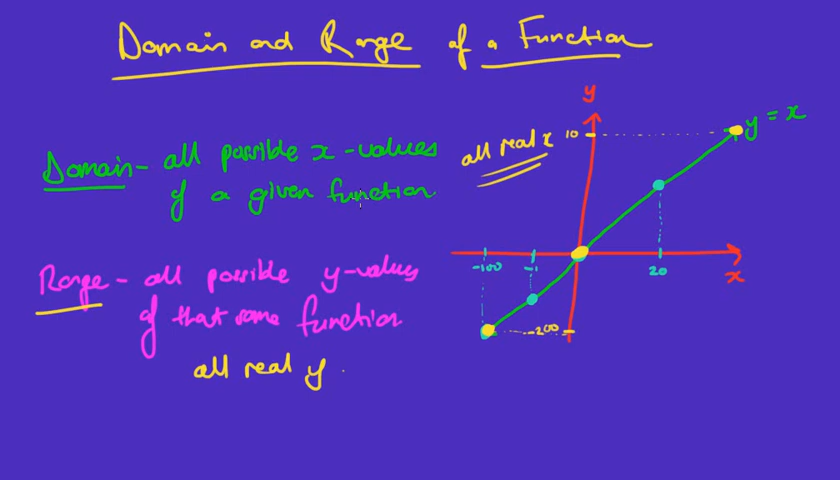 Domain and Range of a Function
Domain - all possible x-values
of a given function
all real x
Range - all possible y-values
of that same function
all real y
y
10
y = x
-100
-1
20
x
-200